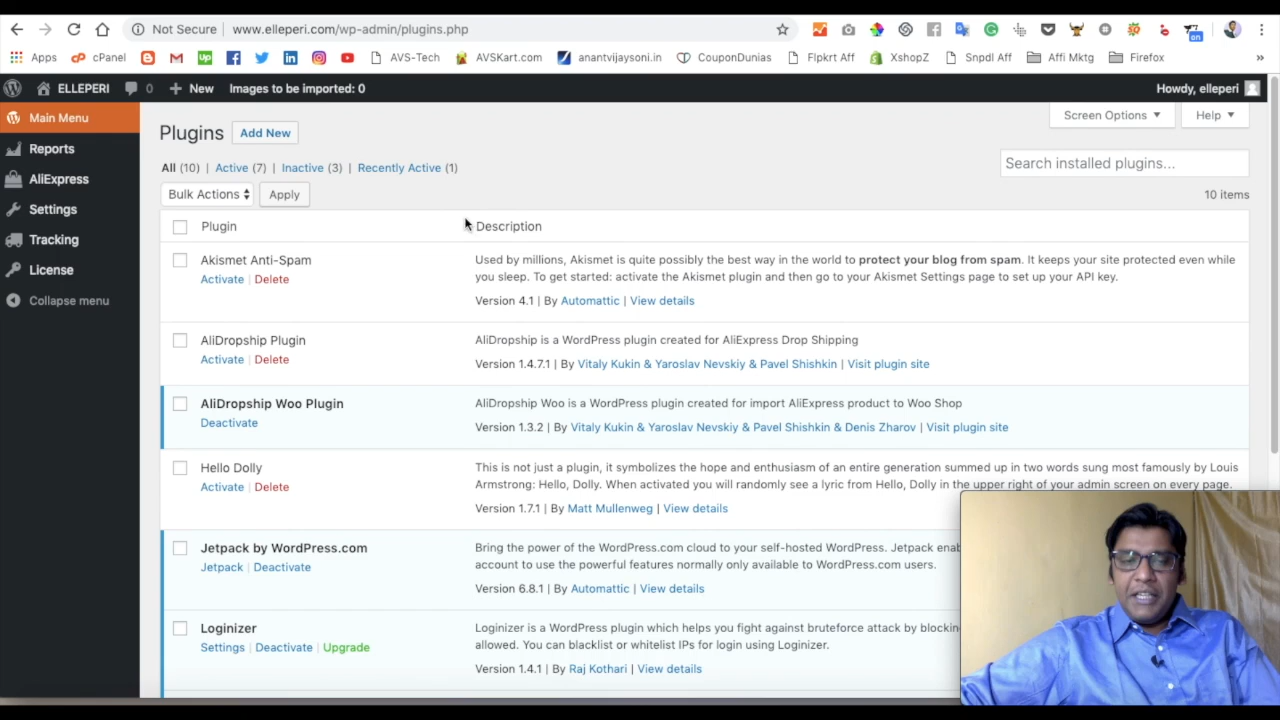 Not Secure www.elleperi.com/wp-admin/plugins.php
on
Apps cPanel Gmail AVS-Tech AVSKart.com anantvijaysoni.in CouponDunias Flpkrt Aff XshopZ Snpdl Aff Affi Mktg Firefox »
ELLEPERI 0 New Images to be imported: 0 Howdy, elleperi
Main Menu
Reports
AliExpress
Settings
Tracking
License
Collapse menu
Screen Options Help
Plugins Add New
All (10) | Active (7) | Inactive (3) | Recently Active (1)
Search installed plugins...
Bulk Actions Apply
10 items
Plugin Description
Akismet Anti-Spam
Activate | Delete
Used by millions, Akismet is quite possibly the best way in the world to protect your blog from spam. It keeps your site protected even while
you sleep. To get started: activate the Akismet plugin and then go to your Akismet Settings page to set up your API key.
Version 4.1 | By Automattic | View details
AliDropship Plugin
Activate | Delete
AliDropship is a WordPress plugin created for AliExpress Drop Shipping
Version 1.4.7.1 | By Vitaly Kukin & Yaroslav Nevskiy & Pavel Shishkin | Visit plugin site
AliDropship Woo Plugin
Deactivate
AliDropship Woo is a WordPress plugin created for import AliExpress product to Woo Shop
Version 1.3.2 | By Vitaly Kukin & Yaroslav Nevskiy & Pavel Shishkin & Denis Zharov | Visit plugin site
Hello Dolly
Activate | Delete
This is not just a plugin, it symbolizes the hope and enthusiasm of an entire generation summed up in two words sung most famously by Louis
Armstrong: Hello, Dolly. When activated you will randomly see a lyric from Hello, Dolly in the upper right of your admin screen on every page.
Version 1.7.1 | By Matt Mullenweg | View details
Jetpack by WordPress.com
Jetpack | Deactivate
Bring the power of the WordPress.com cloud to your self-hosted WordPress. Jetpack enab
account to use the powerful features normally only available to WordPress.com users.
Version 6.8.1 | By Automattic | View details
Loginizer
Settings | Deactivate | Upgrade
Loginizer is a WordPress plugin which helps you fight against bruteforce attack by blocking
allowed. You can blacklist or whitelist IPs for login using Loginizer.
Version 1.4.1 | By Raj Kothari | View details